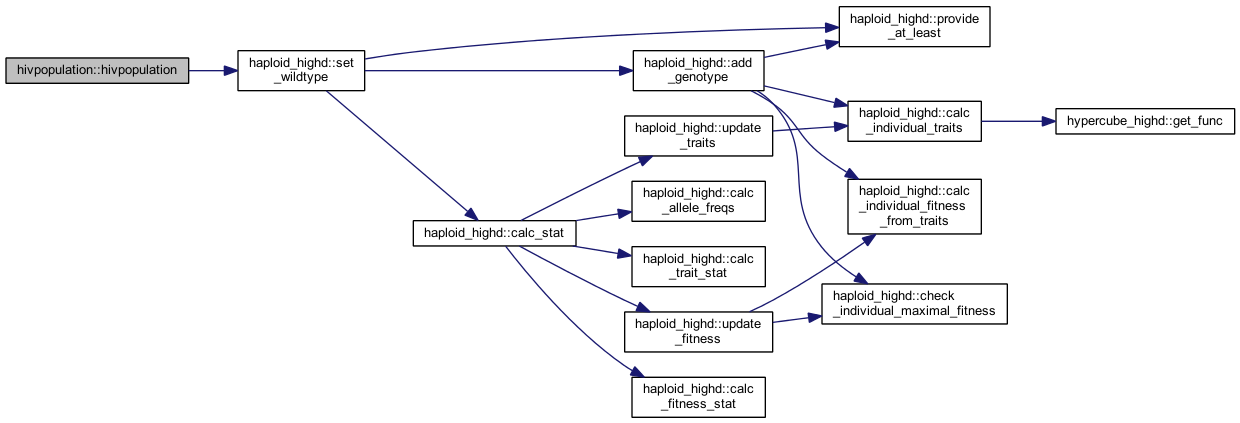 hivpopulation::hivpopulation
haploid_highd::set
_wildtype
haploid_highd::provide
_at_least
haploid_highd::add
_genotype
haploid_highd::calc
_individual_traits
hypercube_highd::get_func
haploid_highd::update
_traits
haploid_highd::calc
_allele_freqs
haploid_highd::calc
_individual_fitness
_from_traits
haploid_highd::calc_stat
haploid_highd::calc
_trait_stat
haploid_highd::check
_individual_maximal_fitness
haploid_highd::update
_fitness
haploid_highd::calc
_fitness_stat